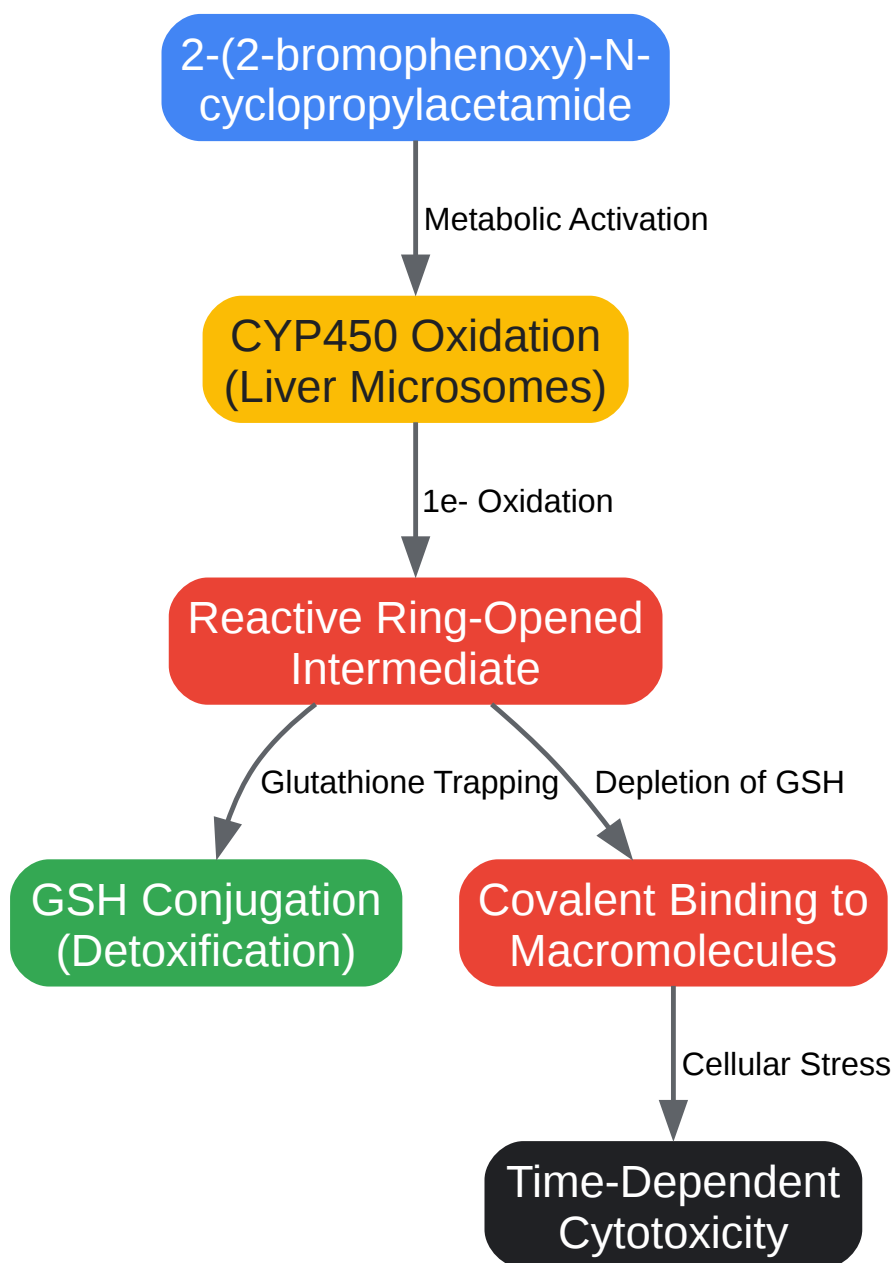 2-(2-bromophenoxy)-N-
cyclopropylacetamide
Metabolic Activation
CYP450 Oxidation
(Liver Microsomes)
1e- Oxidation
Reactive Ring-Opened
Intermediate
Glutathione Trapping
Depletion of GSH
GSH Conjugation
(Detoxification)
Covalent Binding to
Macromolecules
Cellular Stress
Time-Dependent
Cytotoxicity